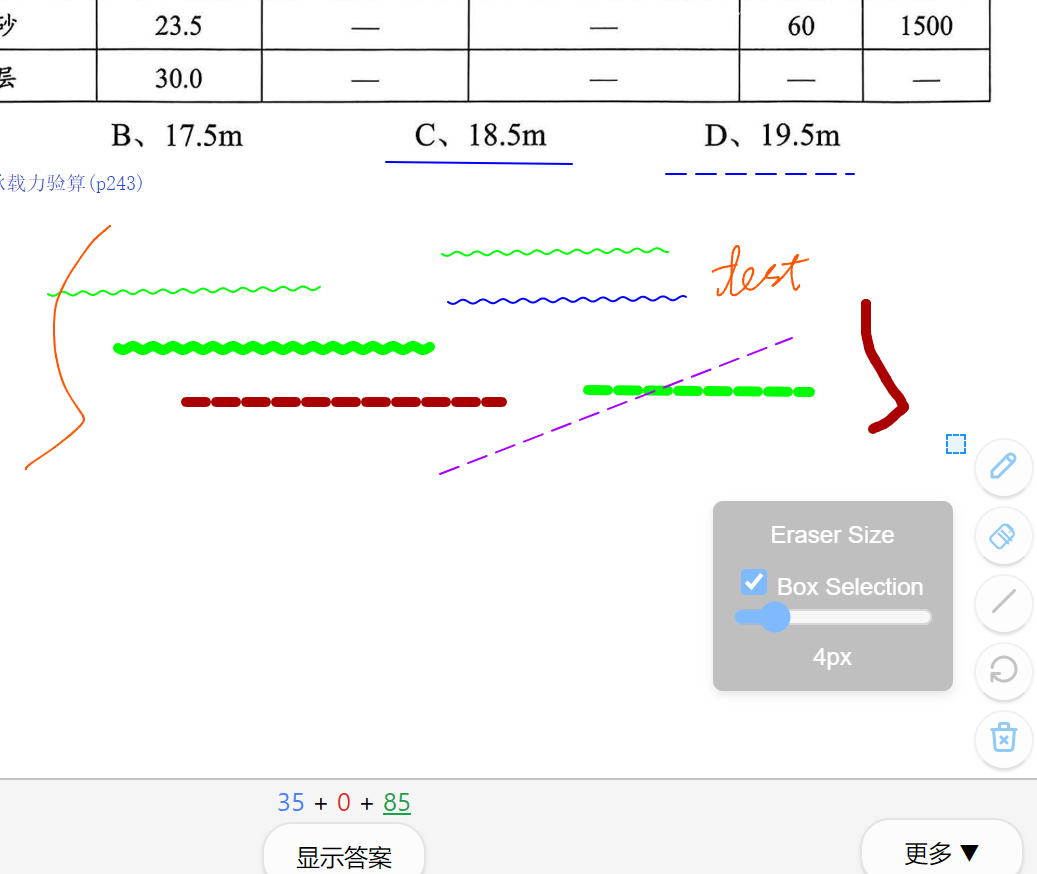 砂 23.5 — — 60 1500
层 30.0 — — — —
B、17.5m C、18.5m D、19.5m
承载力验算(p243)
test
Eraser Size
Box Selection
4px
35 + 0 + 85
显示答案 更多▼